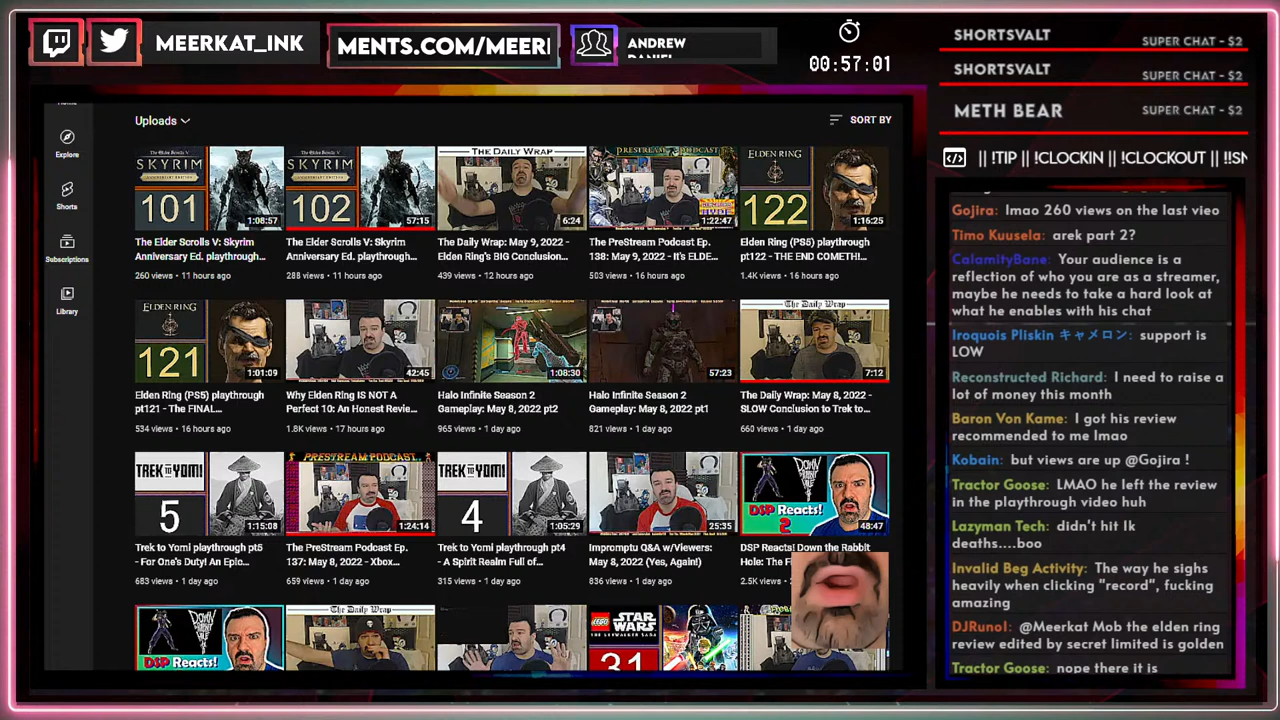 MEERKAT_INK
MENTS.COM/MEERI
ANDREW
DANIEL
00:57:01
SHORTSVALT SUPER CHAT - $2
SHORTSVALT SUPER CHAT - $2
METH BEAR SUPER CHAT - $2
|| !TIP || !CLOCKIN || !CLOCKOUT || !!SN
Home
Explore
Shorts
Subscriptions
Library
Uploads
SORT BY
The Elder Scrolls V:
SKYRIM
101
1:08:57
The Elder Scrolls V:
SKYRIM
102
57:15
The Daily Wrap
6:24
PRESTREAM PODCAST
1:22:47
ELDEN RING
122
1:16:25
The Elder Scrolls V: Skyrim
Anniversary Ed. playthrough...
260 views • 11 hours ago
The Elder Scrolls V: Skyrim
Anniversary Ed. playthrough...
288 views • 11 hours ago
The Daily Wrap: May 9, 2022 -
Elden Ring's BIG Conclusion...
439 views • 12 hours ago
The PreStream Podcast Ep.
138: May 9, 2022 - It's ELDE...
503 views • 16 hours ago
Elden Ring (PS5) playthrough
pt122 - THE END COMETH!...
1.4K views • 16 hours ago
ELDEN RING
121
1:01:09
42:45
1:08:30
57:23
The Daily Wrap
7:12
Elden Ring (PS5) playthrough
pt121 - The FINAL...
534 views • 16 hours ago
Why Elden Ring IS NOT A
Perfect 10: An Honest Revie...
1.8K views • 17 hours ago
Halo Infinite Season 2
Gameplay: May 8, 2022 pt2
965 views • 1 day ago
Halo Infinite Season 2
Gameplay: May 8, 2022 pt1
821 views • 1 day ago
The Daily Wrap: May 8, 2022 -
SLOW Conclusion to Trek to...
660 views • 1 day ago
TREK TO YOMI
5
1:15:08
PRESTREAM PODCAST
1:24:14
TREK TO YOMI
4
1:05:29
25:35
DOWN THE RABBIT HOLE
DSP Reacts!
2
48:47
Trek to Yomi playthrough pt5
- For One's Duty! An Epic...
683 views • 1 day ago
The PreStream Podcast Ep.
137: May 8, 2022 - Xbox...
659 views • 1 day ago
Trek to Yomi playthrough pt4
- A Spirit Realm Full of...
315 views • 1 day ago
Impromptu Q&A w/Viewers:
May 8, 2022 (Yes, Again!)
836 views • 1 day ago
DSP Reacts! Down the Rabbit
Hole: The F
2.5K views
DSP Reacts!
The Daily Wrap
LEGO STAR WARS
THE SKYWALKER SAGA
31
Gojira: lmao 260 views on the last vieo
Timo Kuusela: arek part 2?
CalamityBane: Your audience is a
reflection of who you are as a streamer,
maybe he needs to take a hard look at
what he enables with his chat
Iroquois Pliskin キャメロン: support is
LOW
Reconstructed Richard: I need to raise a
lot of money this month
Baron Von Kame: I got his review
recommended to me lmao
Kobain: but views are up @Gojira !
Tractor Goose: LMAO he left the review
in the playthrough video huh
Lazyman Tech: didn't hit 1k
deaths....boo
Invalid Beg Activity: The way he sighs
heavily when clicking "record", fucking
amazing
DJRuno!: @Meerkat Mob the elden ring
review edited by secret limited is golden
Tractor Goose: nope there it is